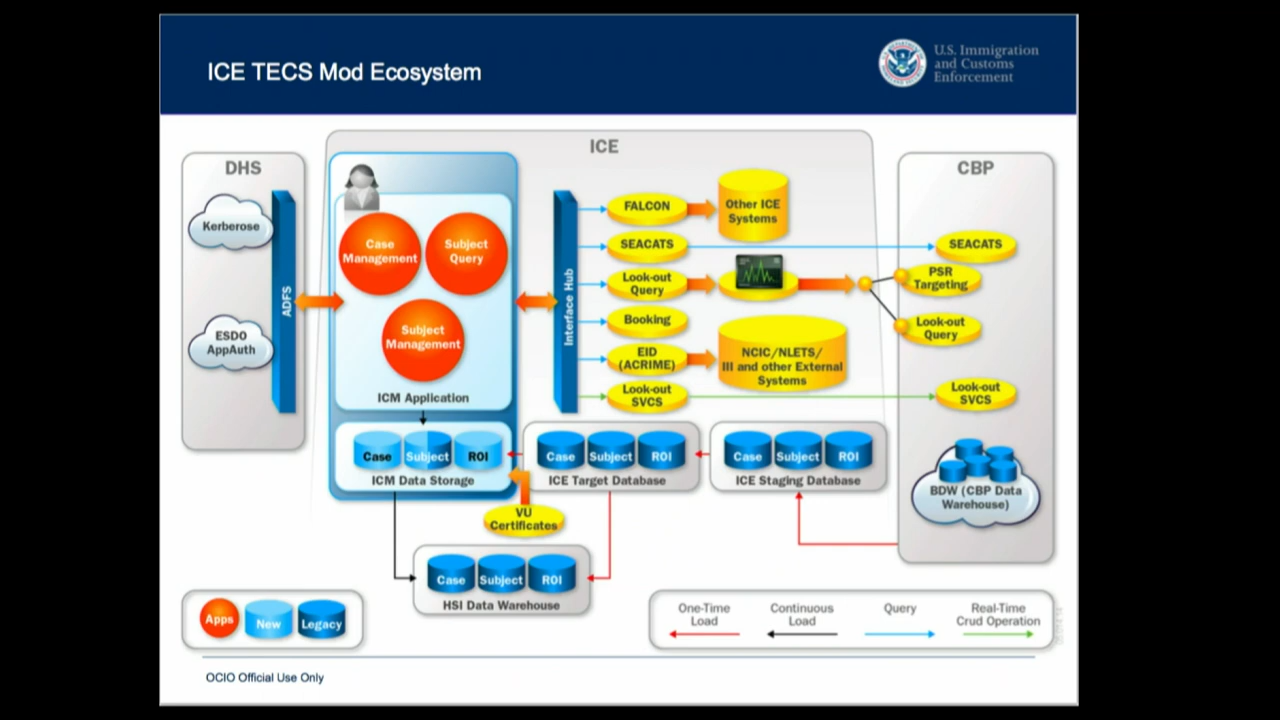 ICE TECS Mod Ecosystem
U.S. Immigration
and Customs
Enforcement
DHS
Kerberose
ESDO
AppAuth
ADFS
ICE
Case
Management
Subject
Query
Subject
Management
ICM Application
Case
Subject
ROI
ICM Data Storage
Interface Hub
FALCON
Other ICE
Systems
SEACATS
Look-out
Query
Booking
EID
(ACRIME)
NCIC/NLETS/
III and other External
Systems
Look-out
SVCS
Case
Subject
ROI
ICE Target Database
Case
Subject
ROI
ICE Staging Database
VU
Certificates
Case
Subject
ROI
HSI Data Warehouse
CBP
SEACATS
PSR
Targeting
Look-out
Query
Look-out
SVCS
BDW (CBP Data
Warehouse)
Apps
New
Legacy
One-Time
Load
Continuous
Load
Query
Real-Time
Crud Operation
OCIO Official Use Only